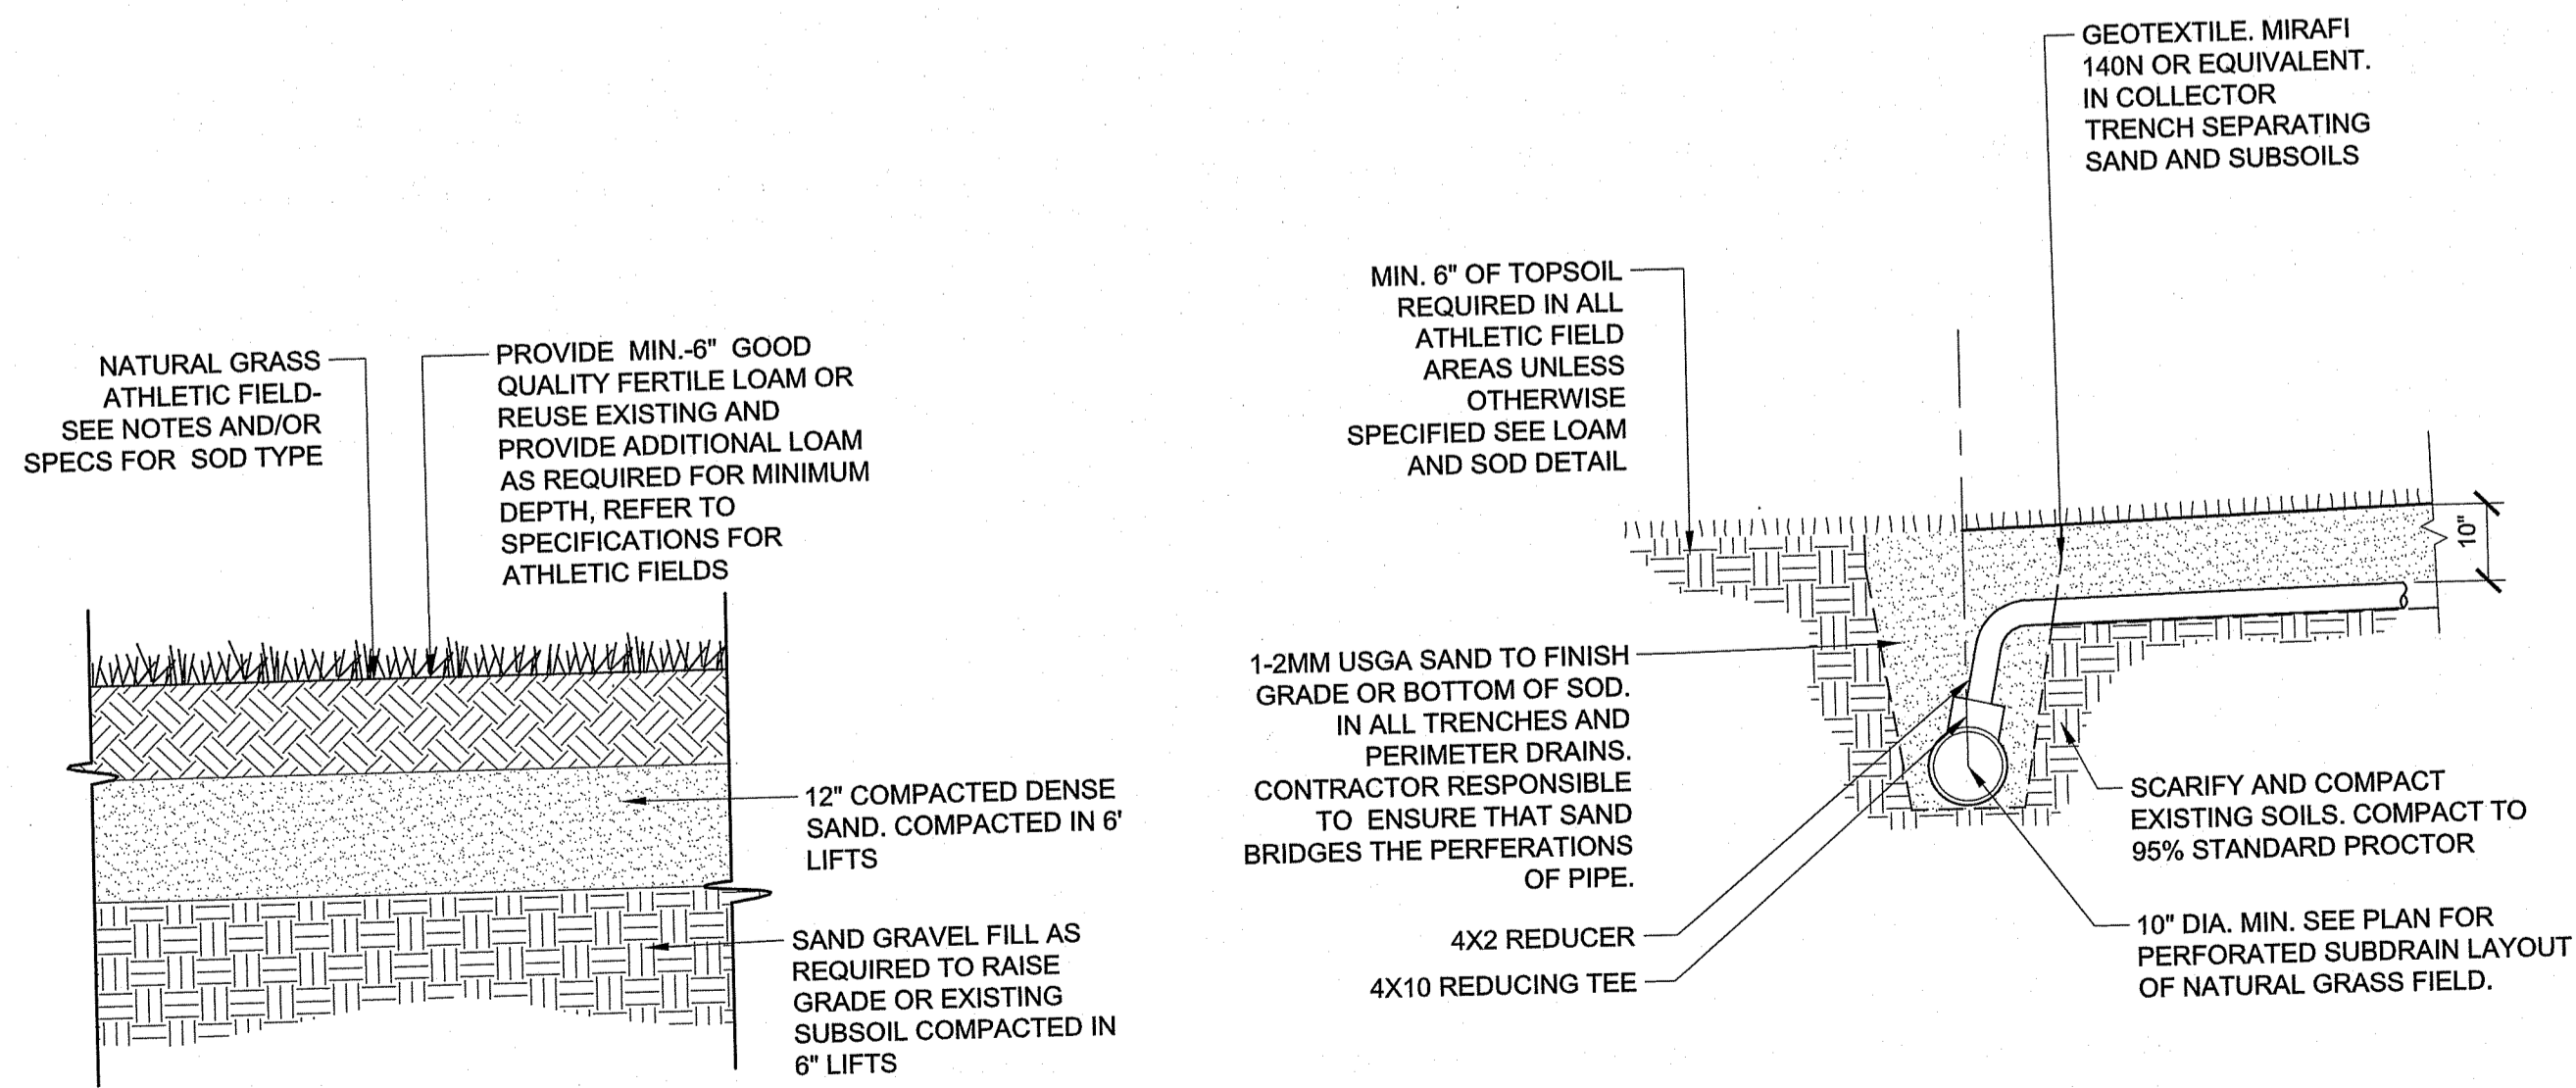 NATURAL GRASS
ATHLETIC FIELD-
SEE NOTES AND/OR
SPECS FOR SOD TYPE
PROVIDE MIN.-6" GOOD
QUALITY FERTILE LOAM OR
REUSE EXISTING AND
PROVIDE ADDITIONAL LOAM
AS REQUIRED FOR MINIMUM
DEPTH, REFER TO
SPECIFICATIONS FOR
ATHLETIC FIELDS
12" COMPACTED DENSE
SAND. COMPACTED IN 6'
LIFTS
SAND GRAVEL FILL AS
REQUIRED TO RAISE
GRADE OR EXISTING
SUBSOIL COMPACTED IN
6" LIFTS
GEOTEXTILE. MIRAFI
140N OR EQUIVALENT.
IN COLLECTOR
TRENCH SEPARATING
SAND AND SUBSOILS
MIN. 6" OF TOPSOIL
REQUIRED IN ALL
ATHLETIC FIELD
AREAS UNLESS
OTHERWISE
SPECIFIED SEE LOAM
AND SOD DETAIL
10"
1-2MM USGA SAND TO FINISH
GRADE OR BOTTOM OF SOD.
IN ALL TRENCHES AND
PERIMETER DRAINS.
CONTRACTOR RESPONSIBLE
TO ENSURE THAT SAND
BRIDGES THE PERFERATIONS
OF PIPE.
4X2 REDUCER
4X10 REDUCING TEE
SCARIFY AND COMPACT
EXISTING SOILS. COMPACT TO
95% STANDARD PROCTOR
10" DIA. MIN. SEE PLAN FOR
PERFORATED SUBDRAIN LAYOUT
OF NATURAL GRASS FIELD.